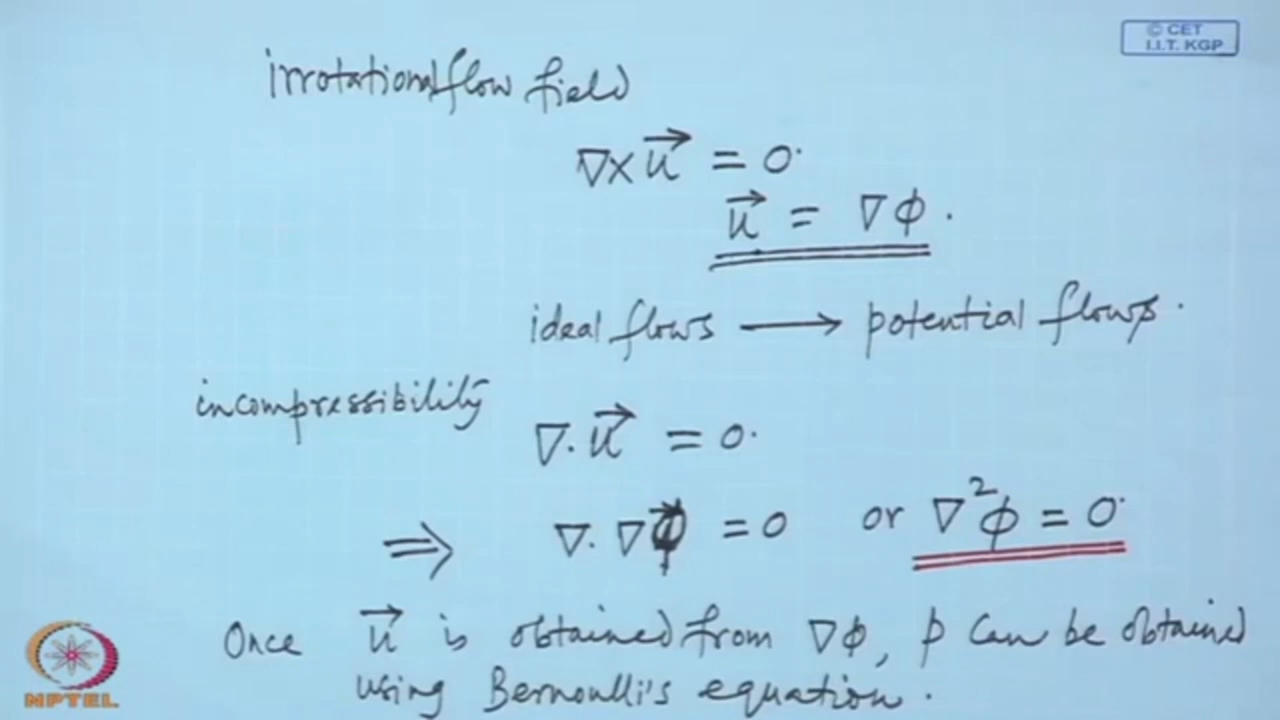 © CET
I.I.T. KGP
irrotational flow field
∇×u⃗ = 0.
u⃗ = ∇ϕ.
ideal flows ⟶ potential flows.
incompressibility
∇.u⃗ = 0.
⇒ ∇.∇ϕ = 0 or ∇²ϕ = 0.
Once u⃗ is obtained from ∇ϕ, p can be obtained
using Bernoulli's equation.
NPTEL